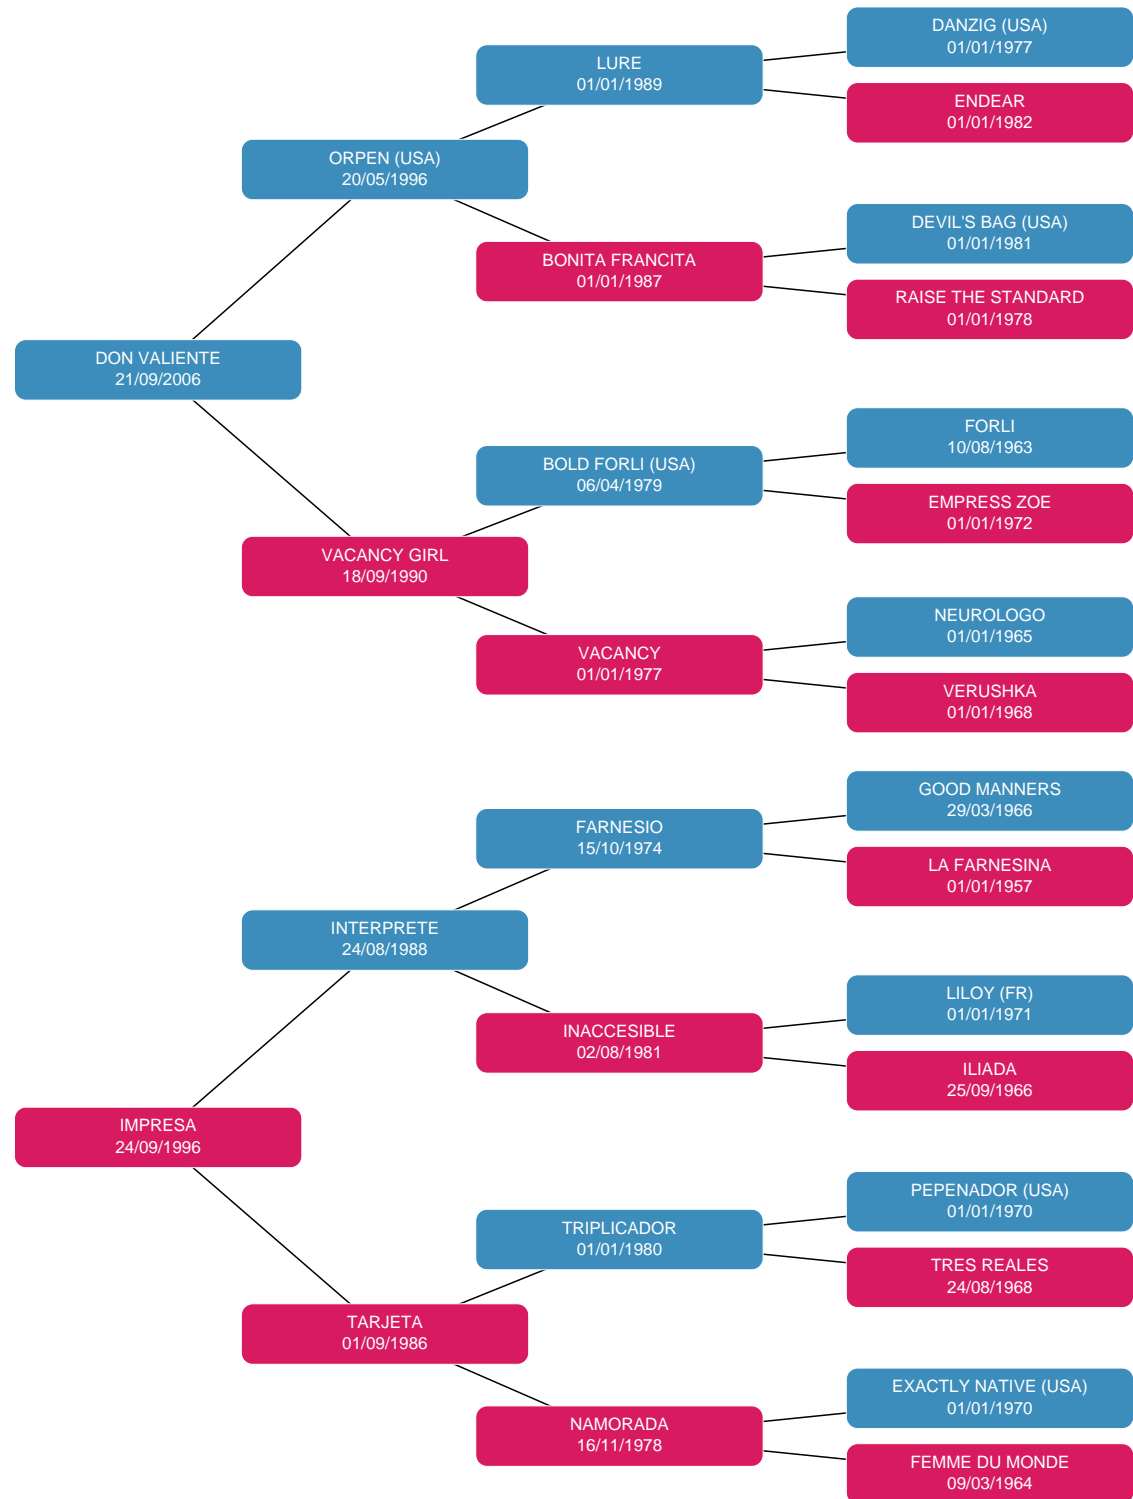 DANZIG (USA)
01/01/1977
LURE
01/01/1989
ENDEAR
01/01/1982
ORPEN (USA)
20/05/1996
DEVIL'S BAG (USA)
01/01/1981
BONITA FRANCITA
01/01/1987
RAISE THE STANDARD
01/01/1978
DON VALIENTE
21/09/2006
FORLI
10/08/1963
BOLD FORLI (USA)
06/04/1979
EMPRESS ZOE
01/01/1972
VACANCY GIRL
18/09/1990
NEUROLOGO
01/01/1965
VACANCY
01/01/1977
VERUSHKA
01/01/1968
GOOD MANNERS
29/03/1966
FARNESIO
15/10/1974
LA FARNESINA
01/01/1957
INTERPRETE
24/08/1988
LILOY (FR)
01/01/1971
INACCESIBLE
02/08/1981
ILIADA
25/09/1966
IMPRESA
24/09/1996
PEPENADOR (USA)
01/01/1970
TRIPLICADOR
01/01/1980
TRES REALES
24/08/1968
TARJETA
01/09/1986
EXACTLY NATIVE (USA)
01/01/1970
NAMORADA
16/11/1978
FEMME DU MONDE
09/03/1964